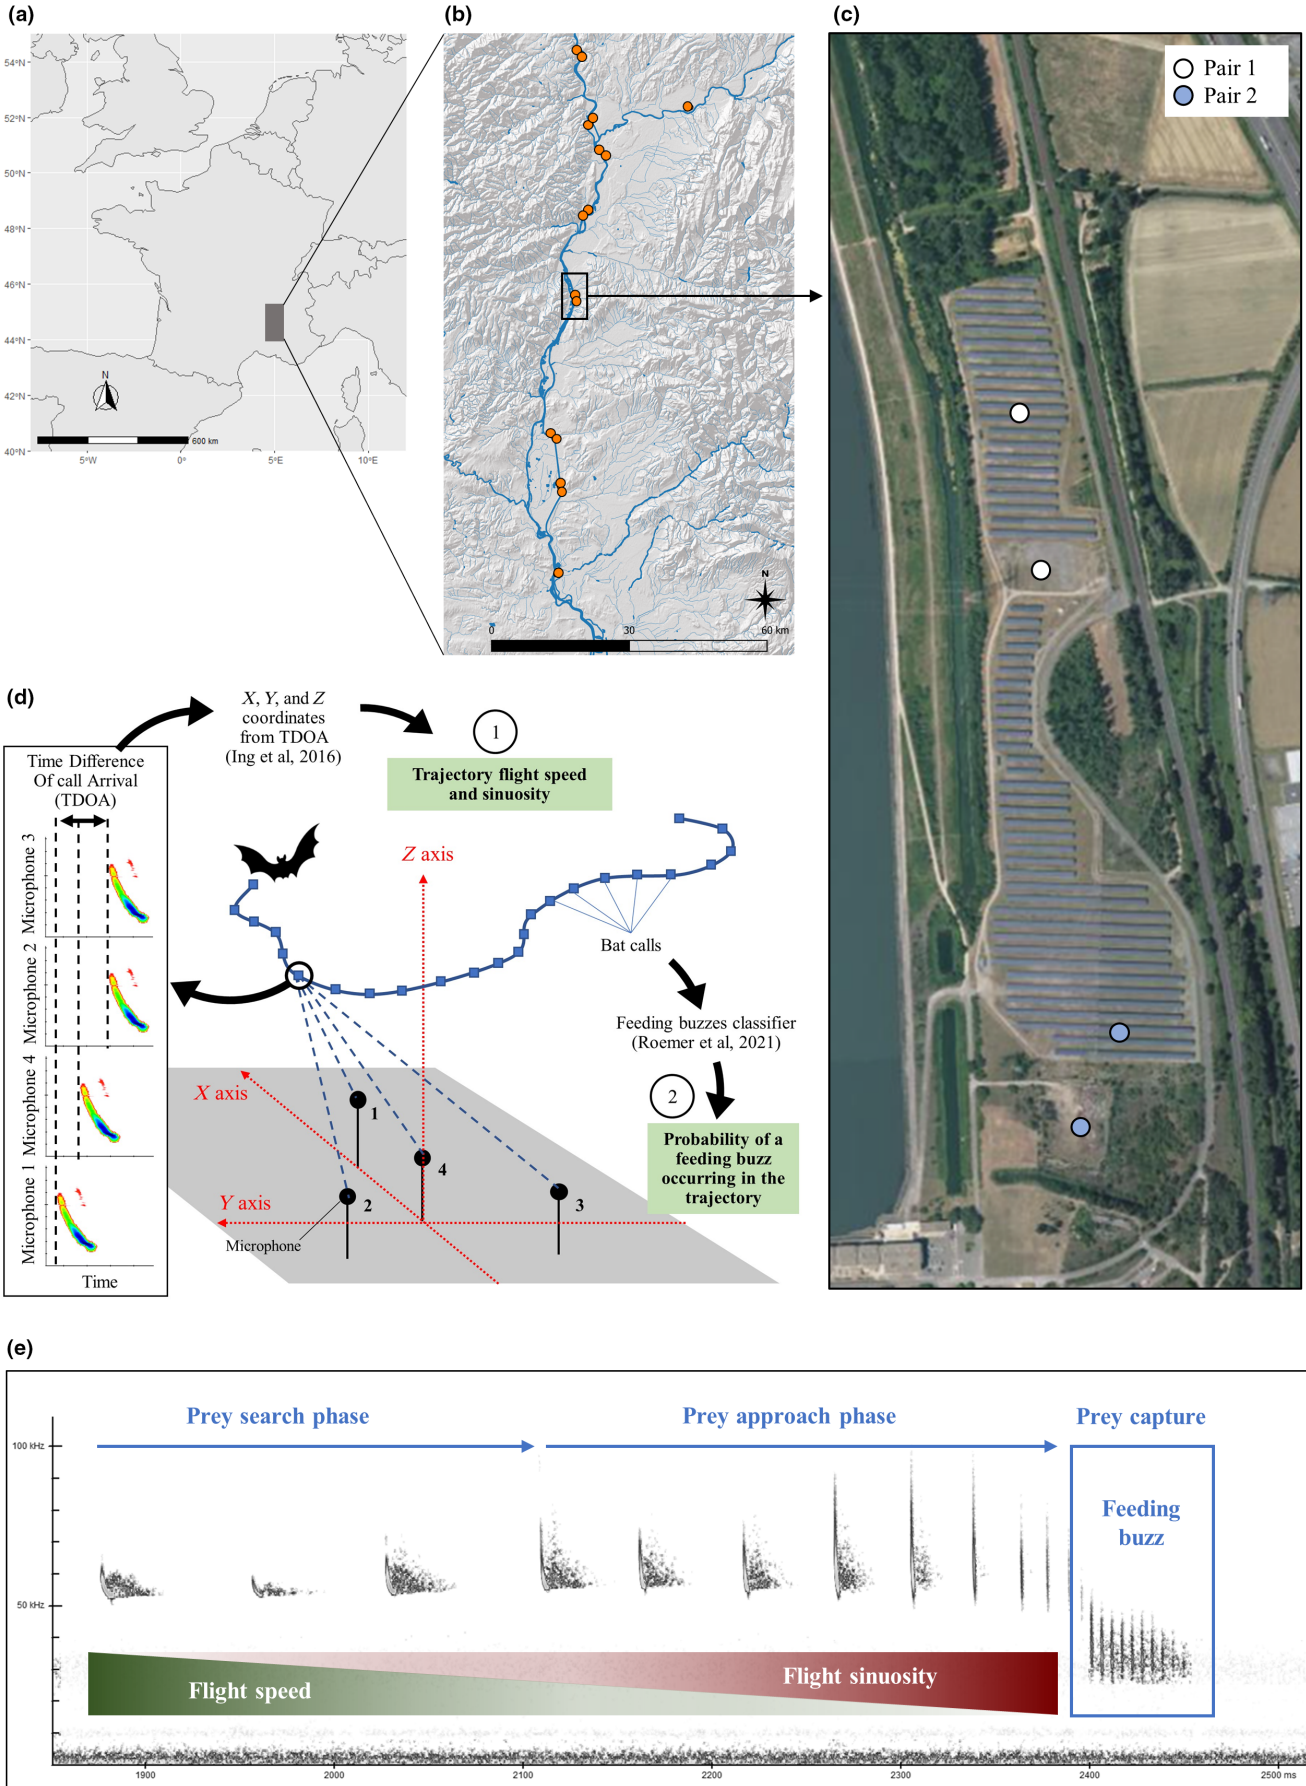 (a)
54°N
52°N
50°N
48°N
46°N
44°N
42°N
40°N
N
600 km
5°W
0°
5°E
10°E
(b)
N
0
30
60 km
(c)
Pair 1
Pair 2
(d)
X, Y, and Z
coordinates
from TDOA
(Ing et al, 2016)
1
Trajectory flight speed
and sinuosity
Time Difference
Of call Arrival
(TDOA)
Microphone 3
Microphone 2
Microphone 4
Microphone 1
Time
Z axis
X axis
Y axis
1
4
2
3
Microphone
Bat calls
Feeding buzzes classifier
(Roemer et al, 2021)
2
Probability of a
feeding buzz
occurring in the
trajectory
(e)
Prey search phase
Prey approach phase
Prey capture
100 kHz
Feeding
buzz
50 kHz
Flight speed
Flight sinuosity
1900
2000
2100
2200
2300
2400
2500 ms